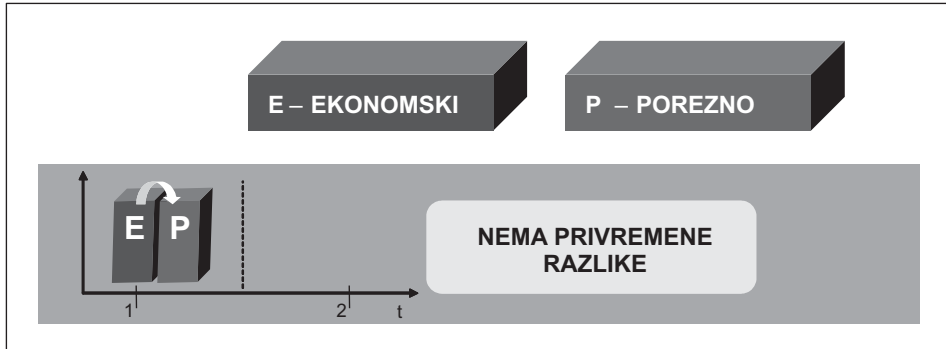 E – EKONOMSKI
P – POREZNO
E P
NEMA PRIVREMENE
RAZLIKE
1 2 t